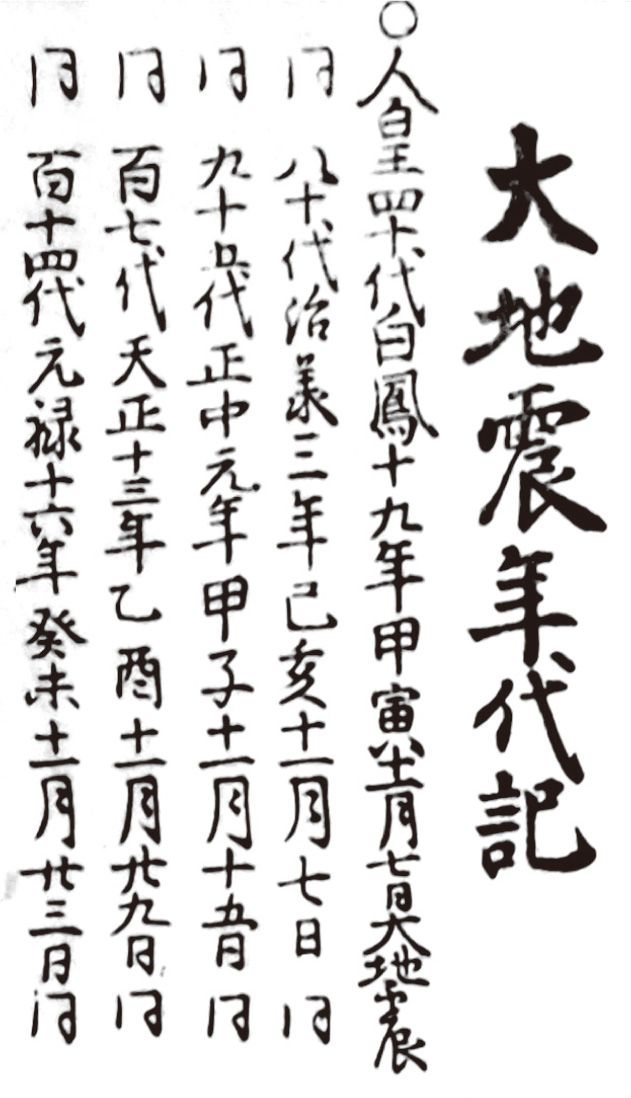 大地震年代記
○人皇四十代白鳳十九年甲寅十一月七日大地震
同 八十代治承三年己亥十一月七日同
同 九十五代正中元年甲子十一月十五日同
同 百七代天正十三年乙酉十一月廿九日同
同 百十四代元禄十六年癸未十一月廿三日同